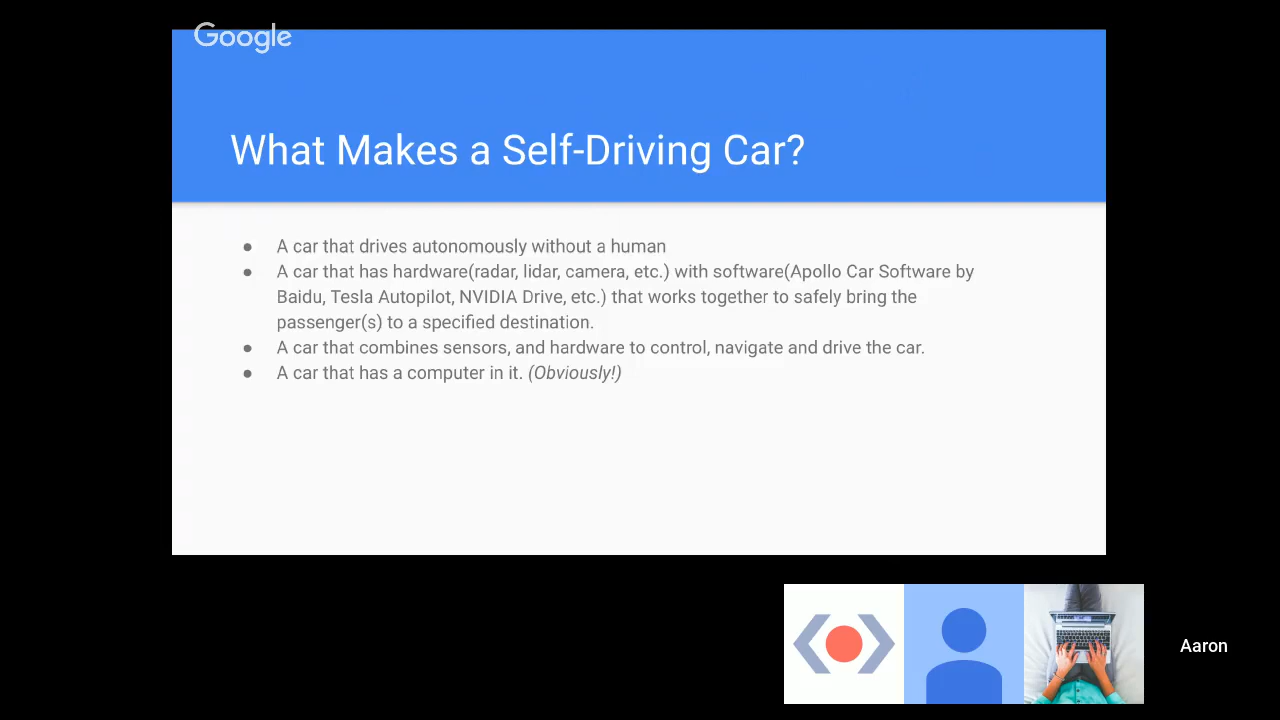 Google
What Makes a Self-Driving Car?
● A car that drives autonomously without a human
● A car that has hardware(radar, lidar, camera, etc.) with software(Apollo Car Software by
Baidu, Tesla Autopilot, NVIDIA Drive, etc.) that works together to safely bring the
passenger(s) to a specified destination.
● A car that combines sensors, and hardware to control, navigate and drive the car.
● A car that has a computer in it. (Obviously!)
Aaron